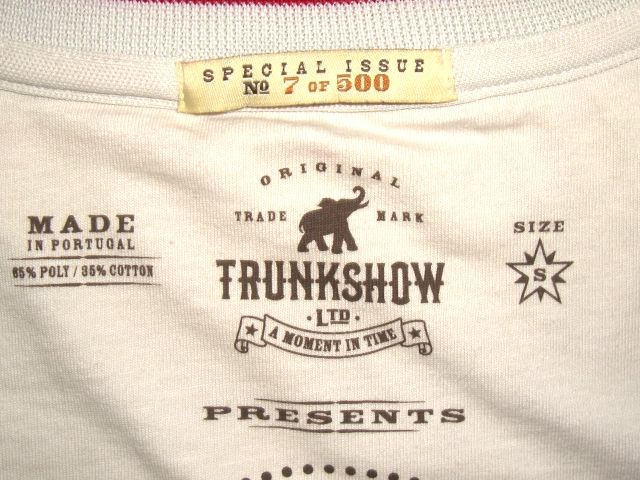 SPECIAL ISSUE
No 7 OF 500
ORIGINAL
TRADE MARK
MADE
IN PORTUGAL
65% POLY / 35% COTTON
TRUNKSHOW
·LTD·
A MOMENT IN TIME
SIZE
S
PRESENTS